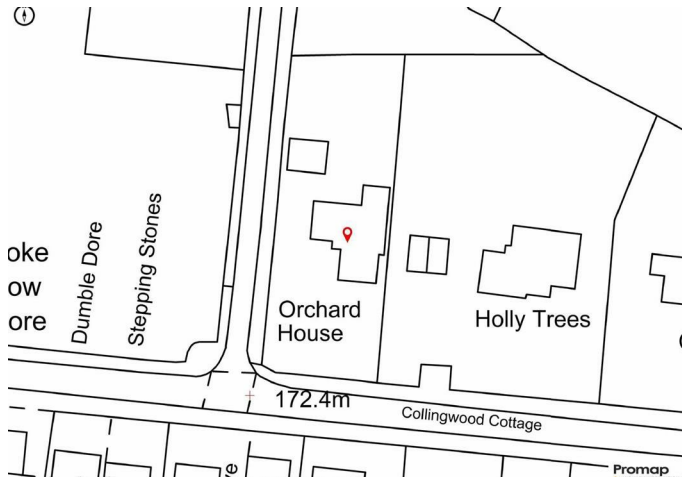 oke
ow
ore
Dumble Dore
Stepping Stones
Orchard
House
Holly Trees
172.4m
Collingwood Cottage
Promap